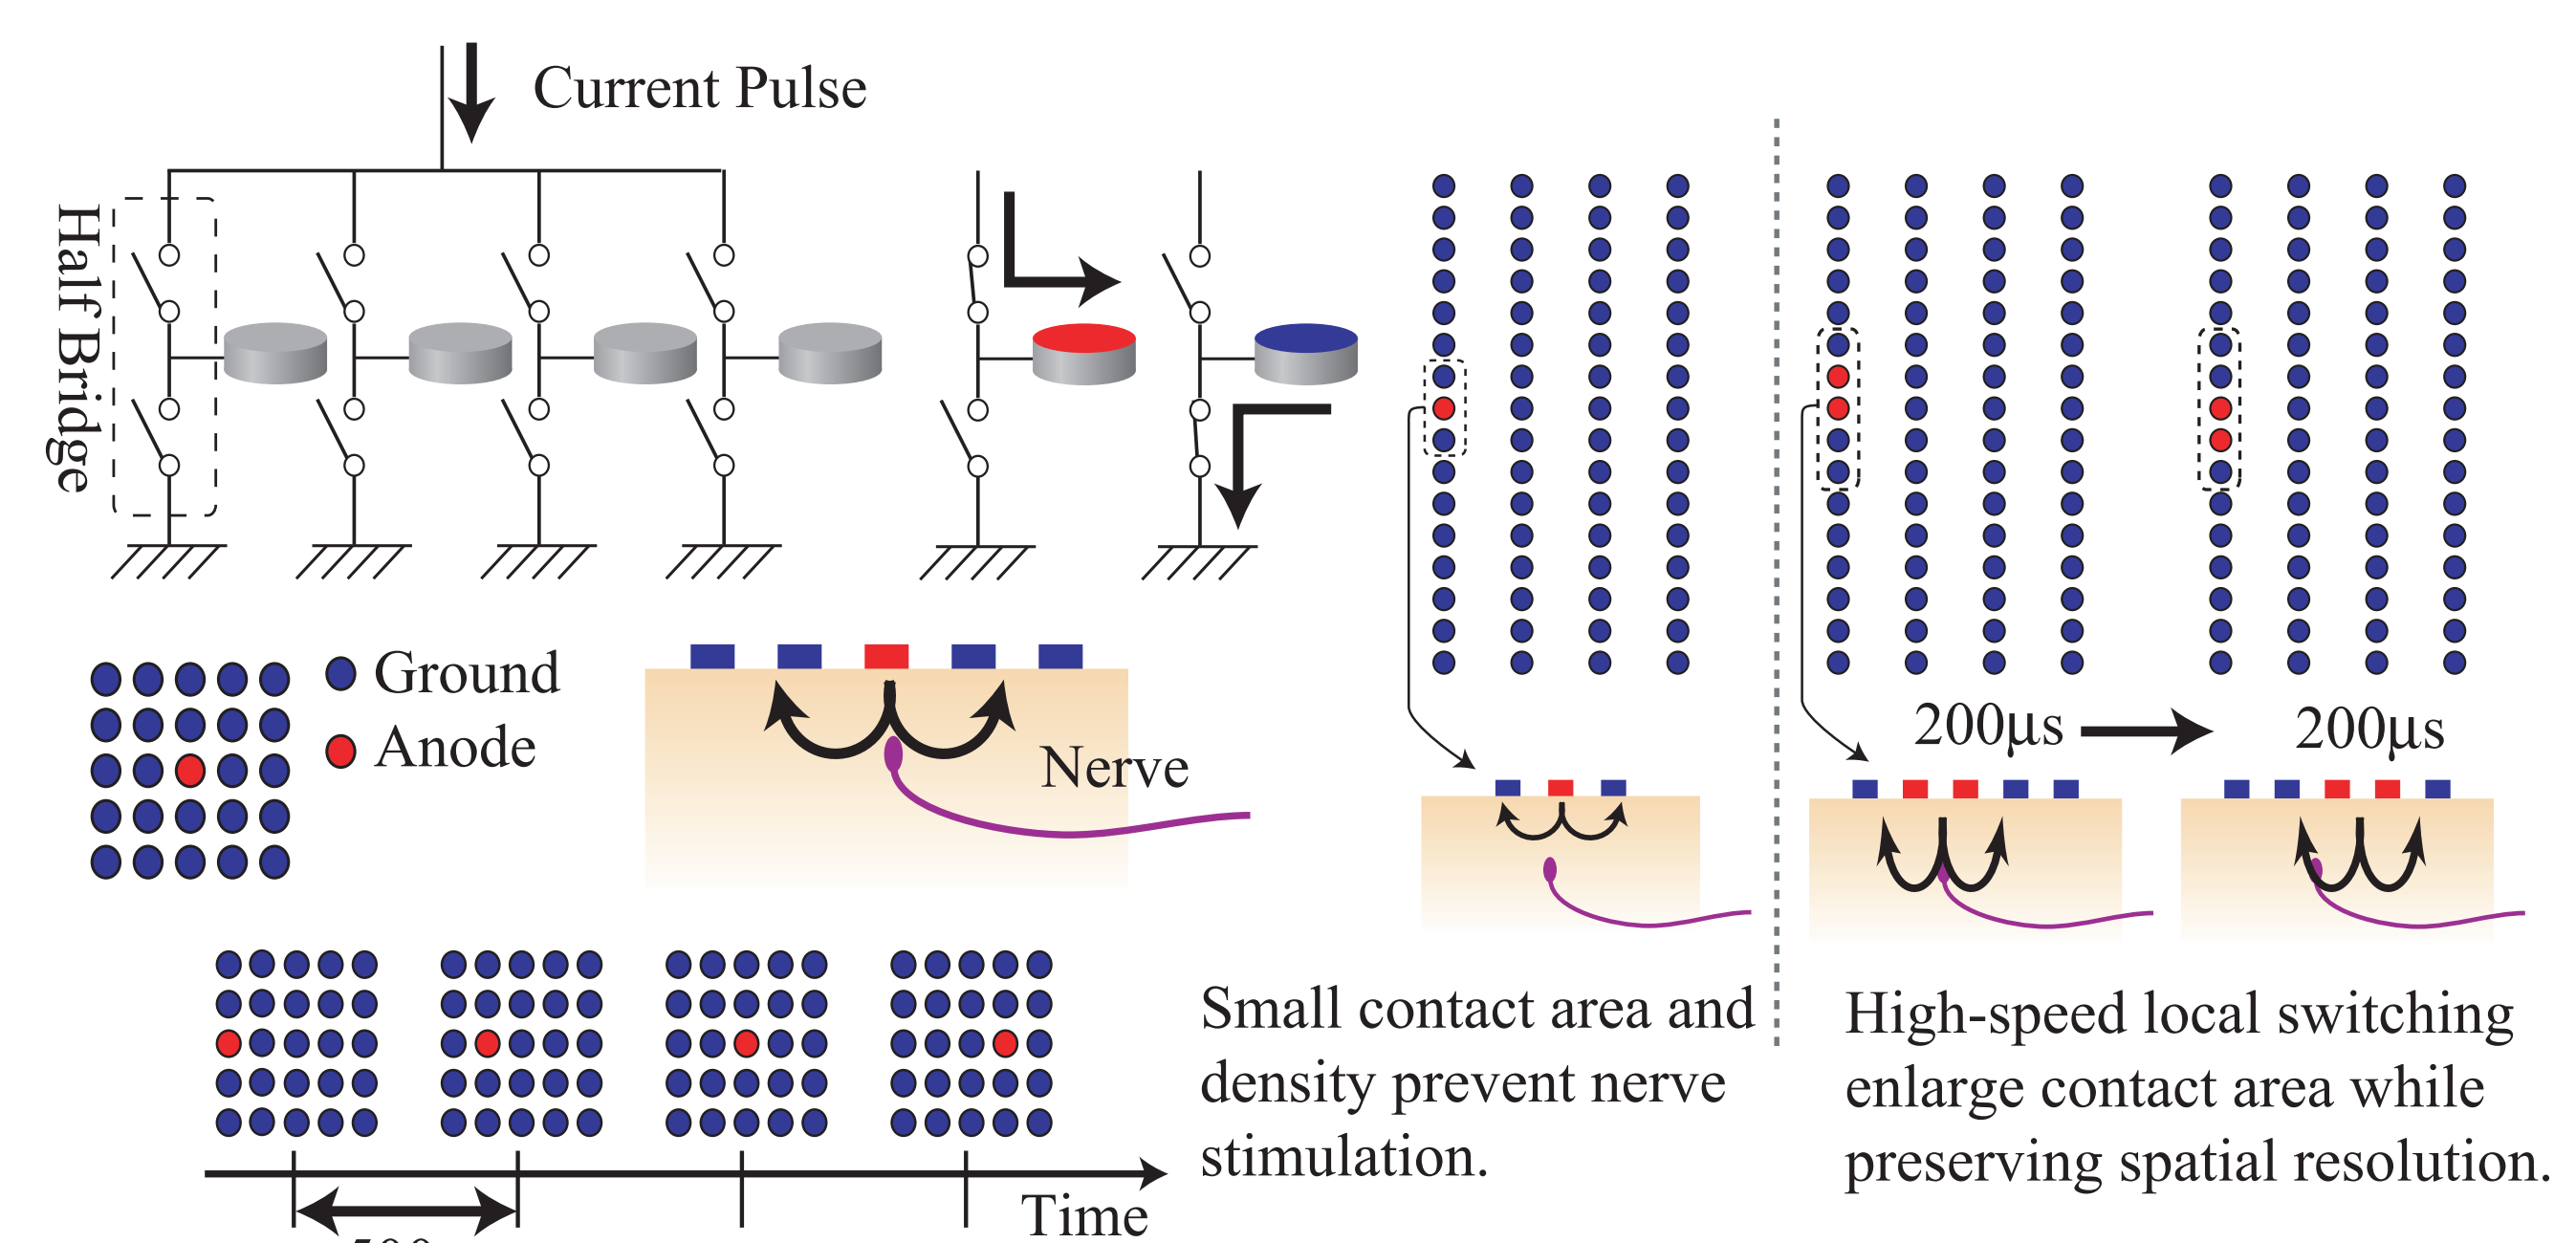 Current Pulse
Half Bridge
Ground
Anode
Nerve
200μs
200μs
Small contact area and
density prevent nerve
stimulation.
High-speed local switching
enlarge contact area while
preserving spatial resolution.
Time